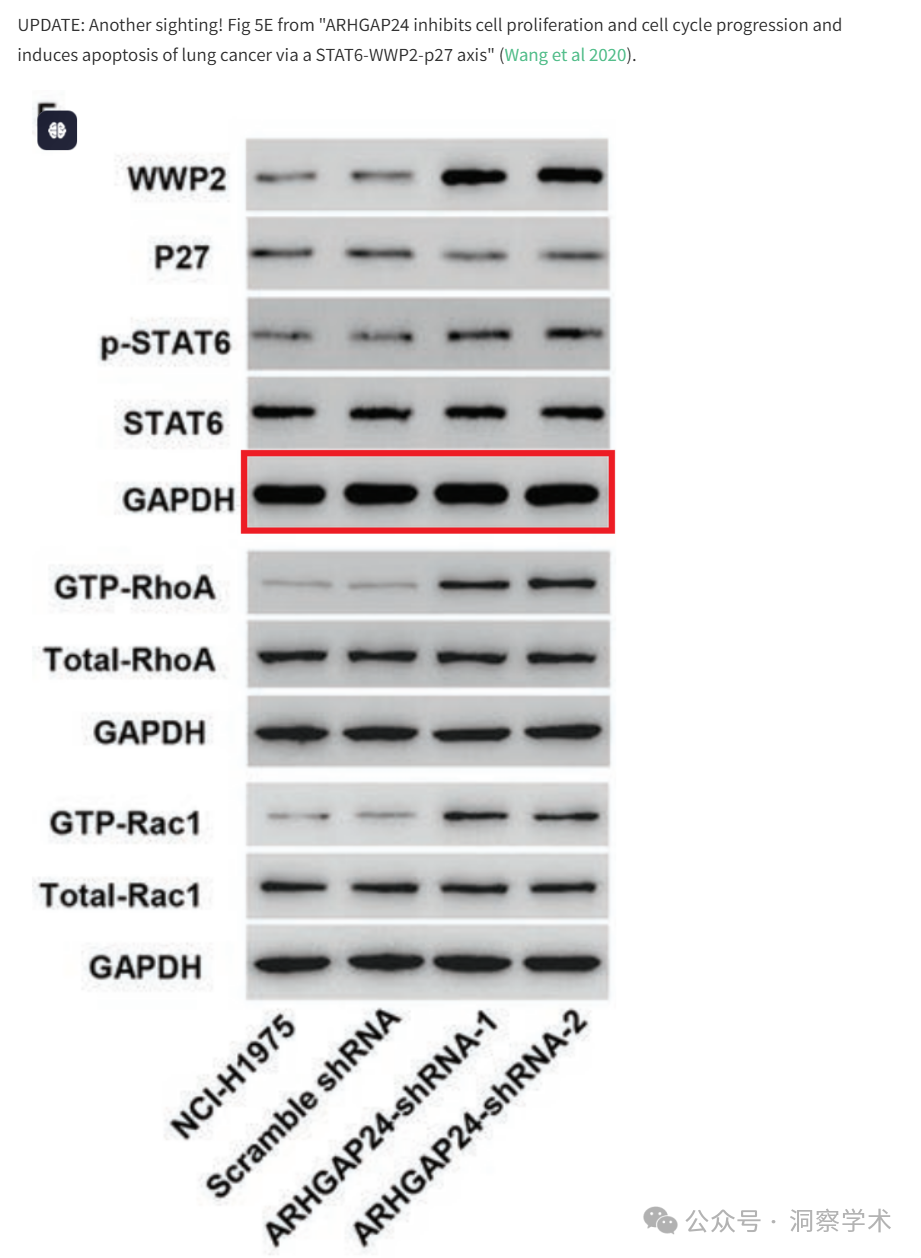 UPDATE: Another sighting! Fig 5E from "ARHGAP24 inhibits cell proliferation and cell cycle progression and
induces apoptosis of lung cancer via a STAT6-WWP2-p27 axis" (Wang et al 2020).
WWP2
P27
p-STAT6
STAT6
GAPDH
GTP-RhoA
Total-RhoA
GAPDH
GTP-Rac1
Total-Rac1
GAPDH
NCI-H1975
Scramble shRNA
ARHGAP24-shRNA-1
ARHGAP24-shRNA-2
公众号 · 洞察学术